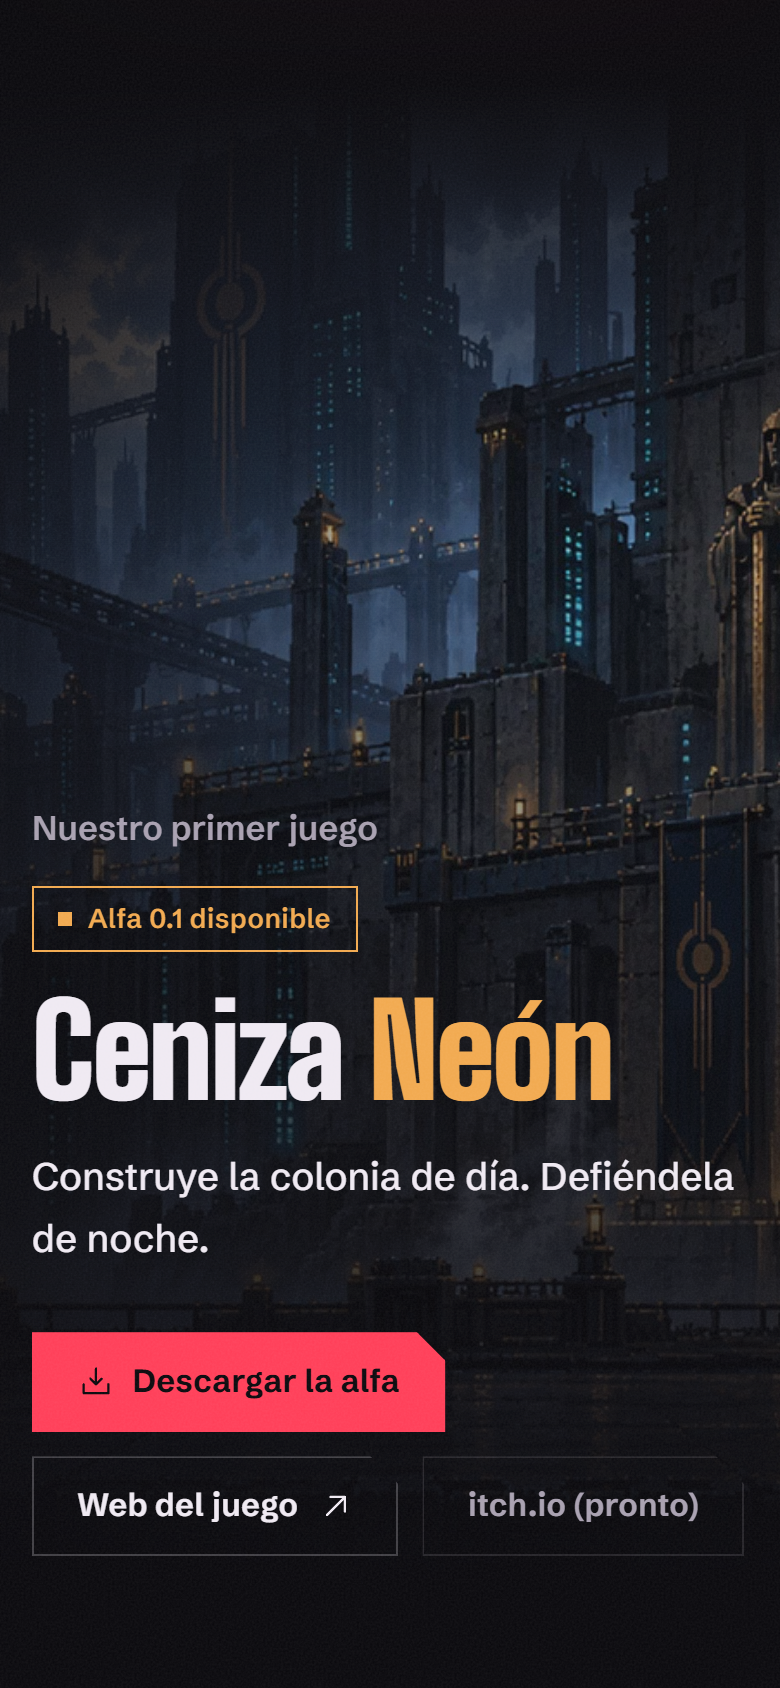 Nuestro primer juego
Alfa 0.1 disponible
Ceniza Neón
Construye la colonia de día. Defiéndela
de noche.
Descargar la alfa
Web del juego
itch.io (pronto)